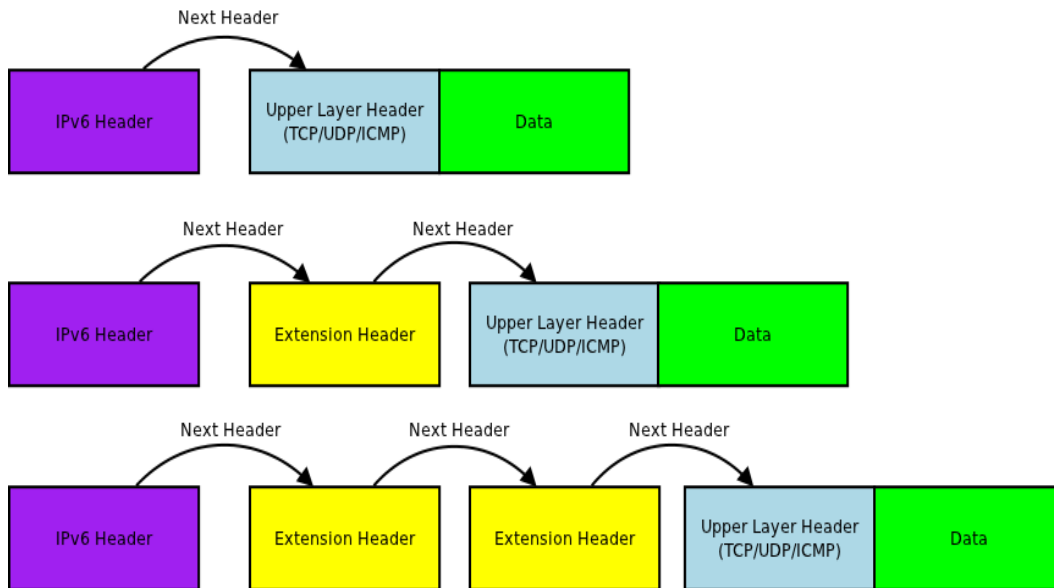 Next Header
IPv6 Header
Upper Layer Header
(TCP/UDP/ICMP)
Data
Next Header
Next Header
IPv6 Header
Extension Header
Upper Layer Header
(TCP/UDP/ICMP)
Data
Next Header
Next Header
Next Header
IPv6 Header
Extension Header
Extension Header
Upper Layer Header
(TCP/UDP/ICMP)
Data